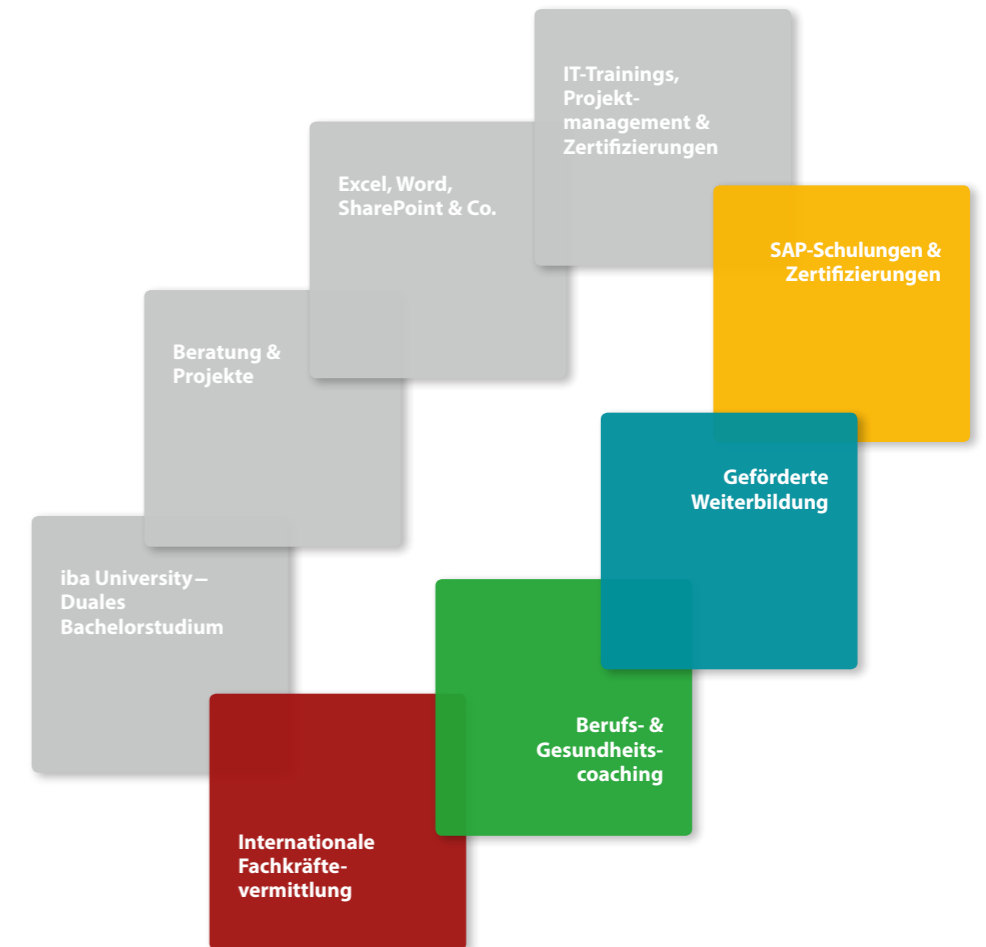 IT-Trainings,
Projekt-
management &
Zertifizierungen
Excel, Word,
SharePoint & Co.
SAP-Schulungen &
Zertifizierungen
Beratung &
Projekte
Geförderte
Weiterbildung
iba University –
Duales
Bachelorstudium
Berufs- &
Gesundheits-
coaching
Internationale
Fachkräfte-
vermittlung